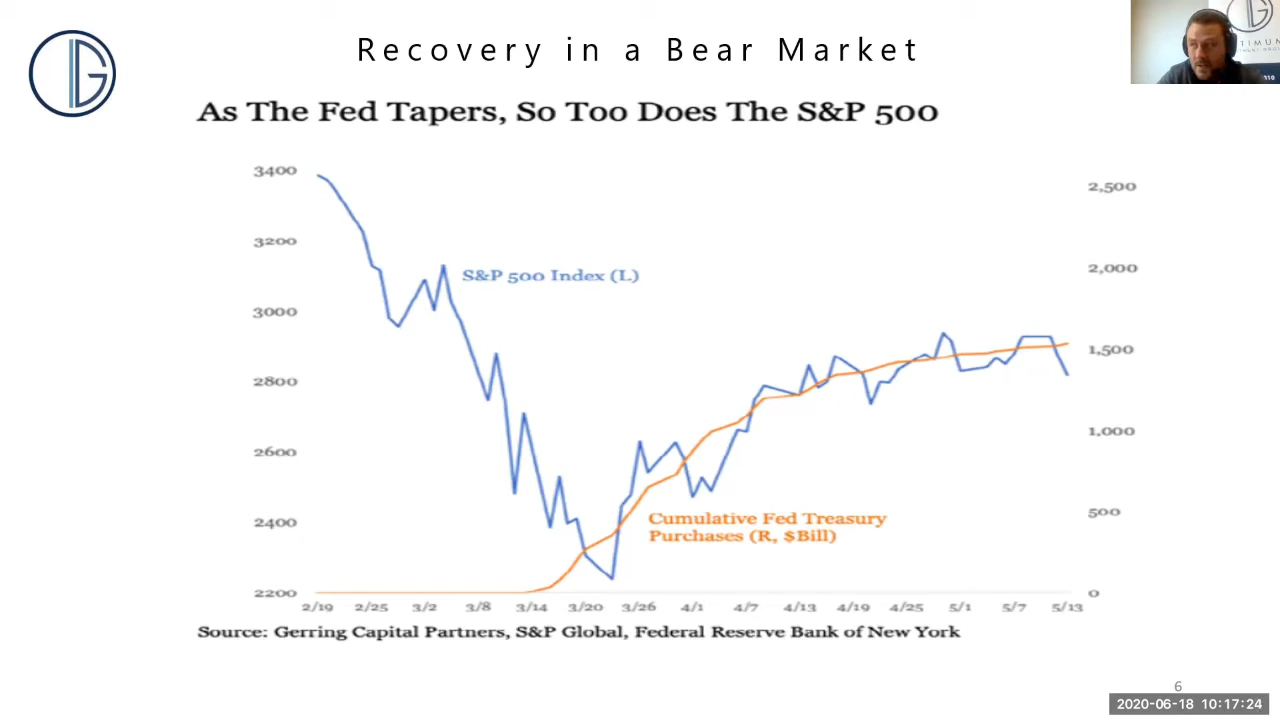 Recovery in a Bear Market
TIMUM
As The Fed Tapers, So Too Does The S&P 500
3400
3200
3000
2800
2600
2400
2200
2,500
2,000
1,500
1,000
500
0
S&P 500 Index (L)
Cumulative Fed Treasury
Purchases (R, $Bill)
2/19 2/25 3/2 3/8 3/14 3/20 3/26 4/1 4/7 4/13 4/19 4/25 5/1 5/7 5/13
Source: Gerring Capital Partners, S&P Global, Federal Reserve Bank of New York
6
2020-06-18 10:17:24